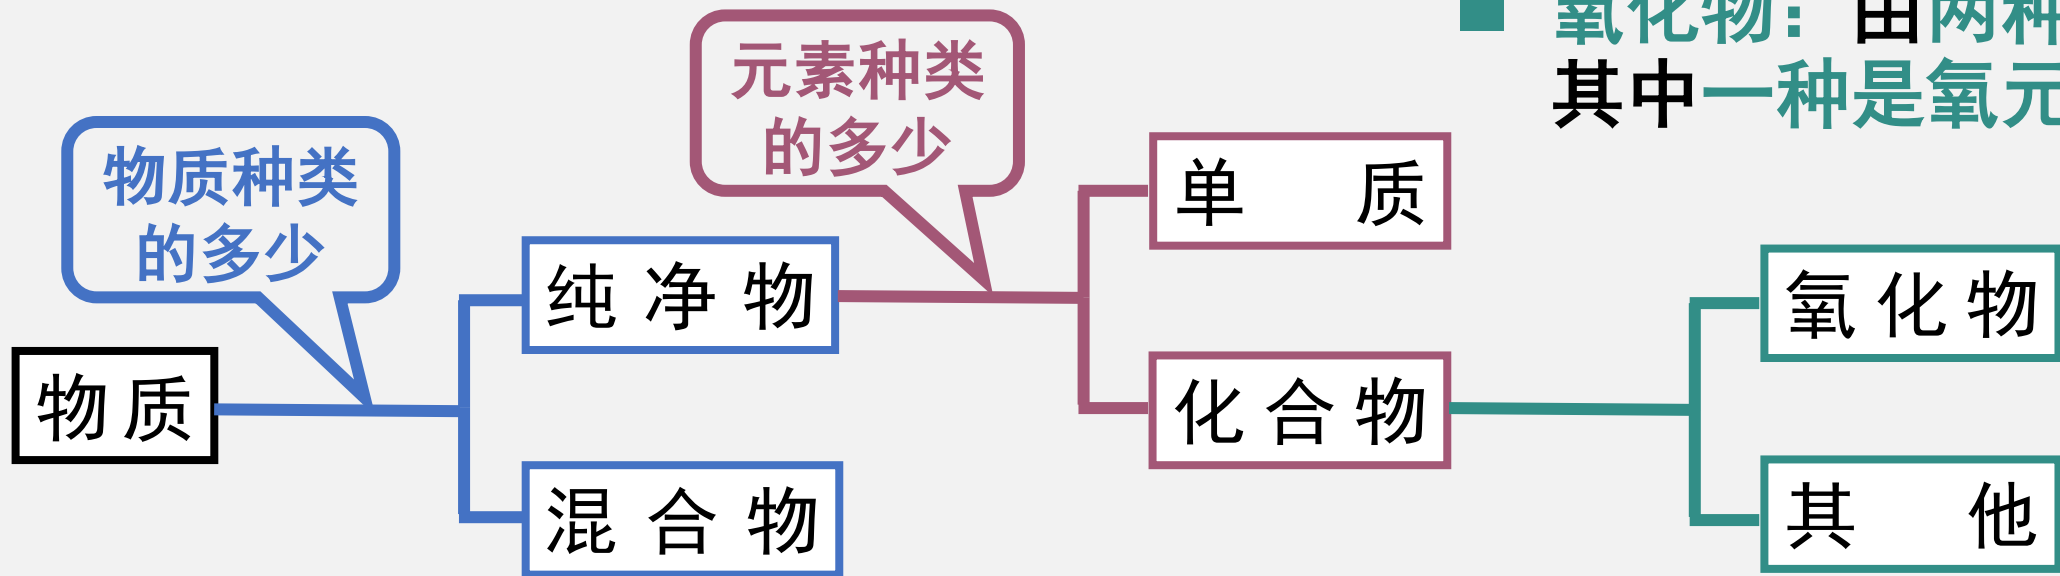 氧化物：由两种
其中一种是氧元
元素种类
的多少
物质种类
的多少
单 质
纯 净 物
氧 化 物
物 质
化 合 物
混 合 物
其 他